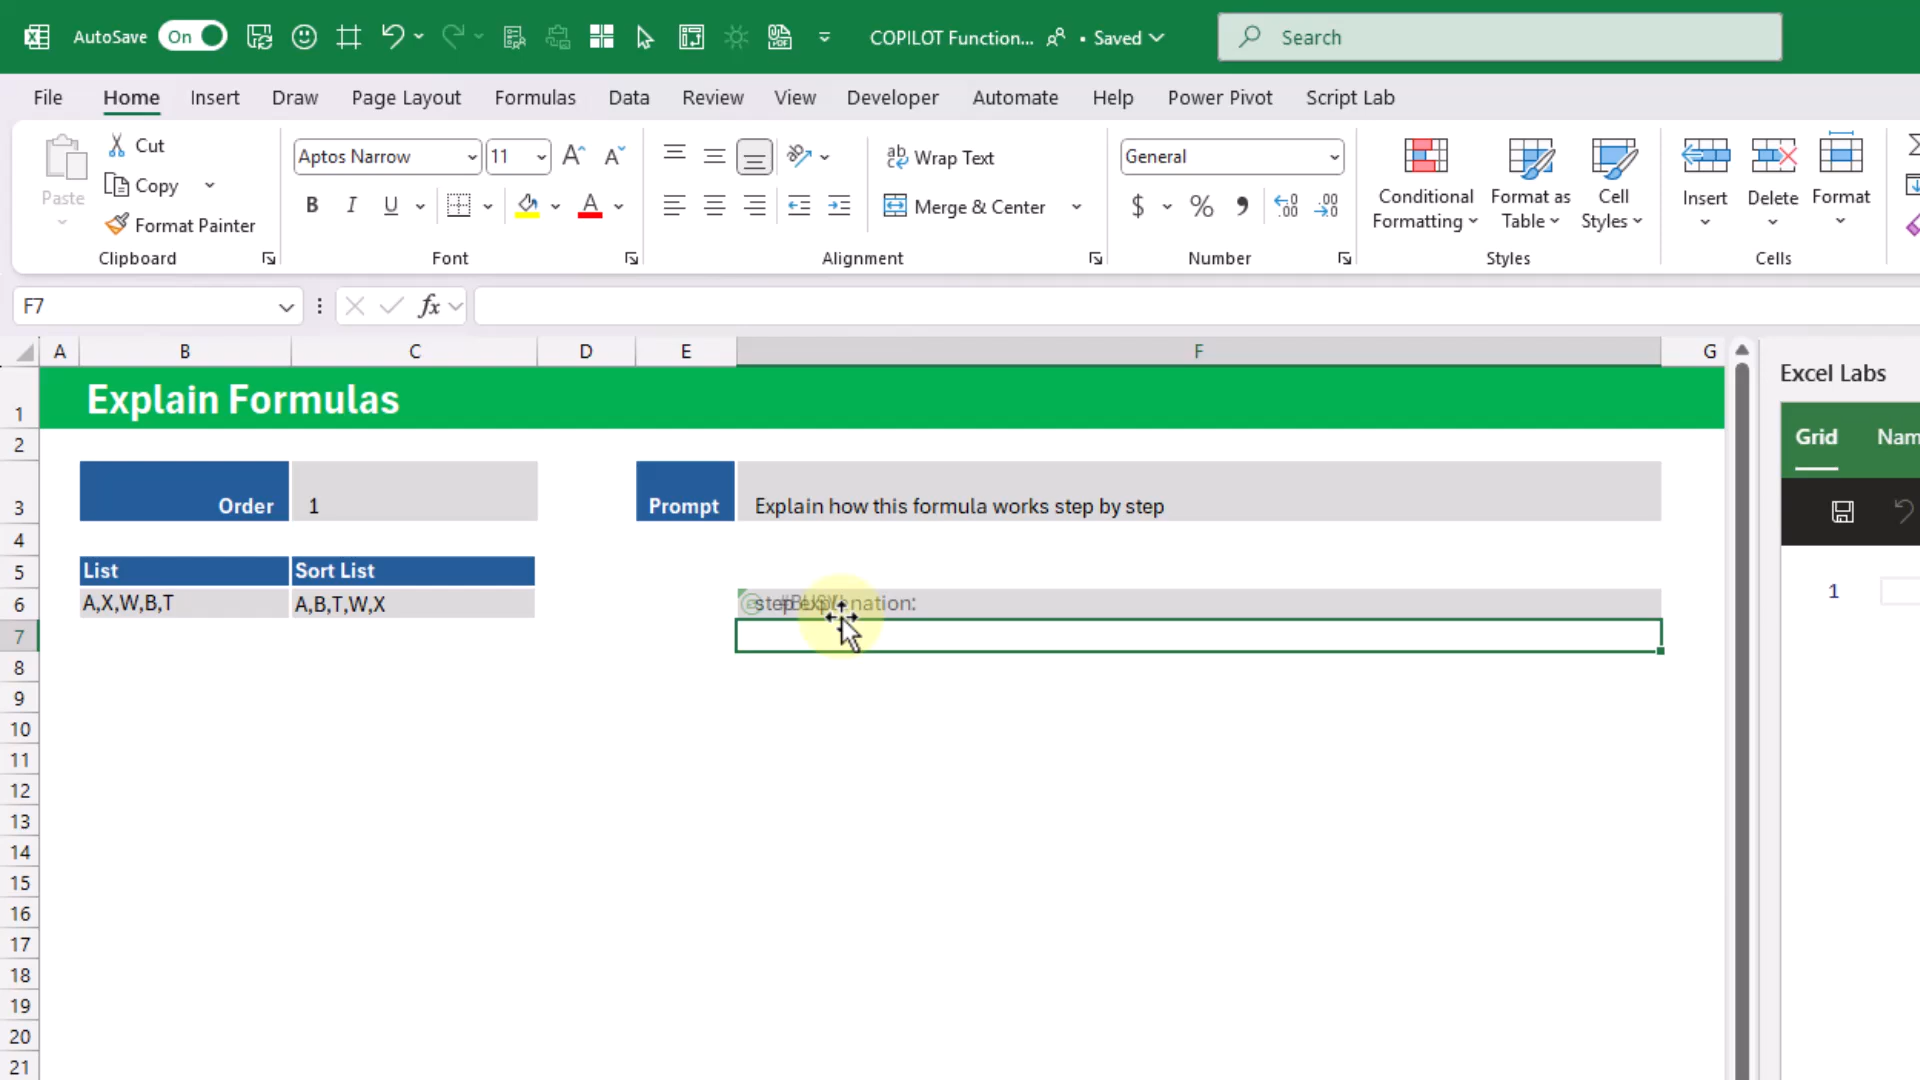 AutoSave On COPILOT Function... • Saved Search
File Home Insert Draw Page Layout Formulas Data Review View Developer Automate Help Power Pivot Script Lab
Paste Cut Copy Format Painter
Clipboard
Aptos Narrow 11
B I U A
Font
Wrap Text
Merge & Center
Alignment
General
$ % 9
Number
Conditional Formatting
Format as Table
Cell Styles
Styles
Insert Delete Format
Cells
F7 fx
A B C D E F G
1 Explain Formulas
2
3 Order 1 Prompt Explain how this formula works step by step
4
5 List Sort List
6 A,X,W,B,T A,B,T,W,X #BUSY! step explanation:
7
8
9
10
11
12
13
14
15
16
17
18
19
20
21
Excel Labs
Grid Nam
1